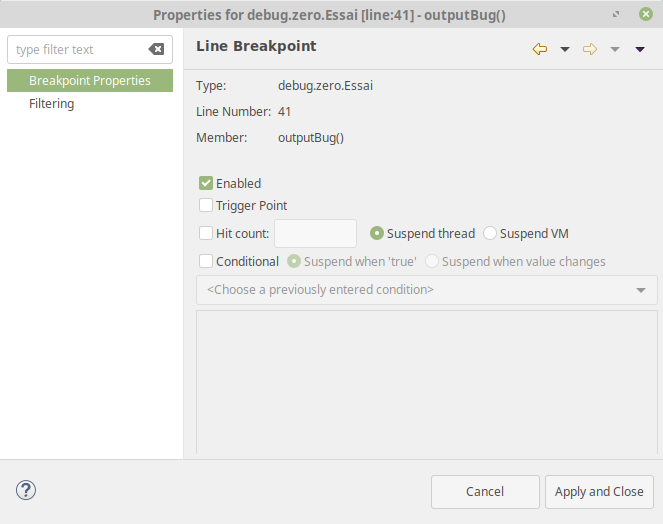 Properties for debug.zero.Essai [line:41] - outputBug()
type filter text
Breakpoint Properties
Filtering
Line Breakpoint
Type: debug.zero.Essai
Line Number: 41
Member: outputBug()
Enabled
Trigger Point
Hit count: Suspend thread Suspend VM
Conditional Suspend when 'true' Suspend when value changes
<Choose a previously entered condition>
?
Cancel Apply and Close